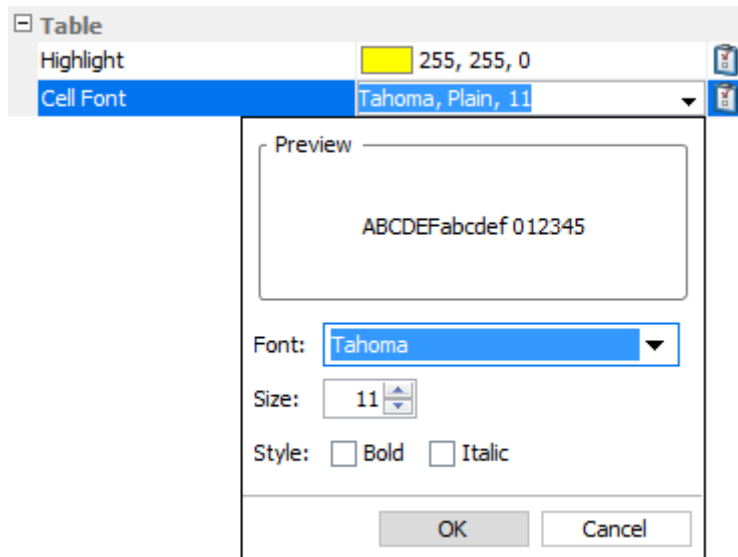 Table
Highlight 255, 255, 0
Cell Font Tahoma, Plain, 11
Preview
ABCDEFabcdef 012345
Font: Tahoma
Size: 11
Style: Bold Italic
OK Cancel